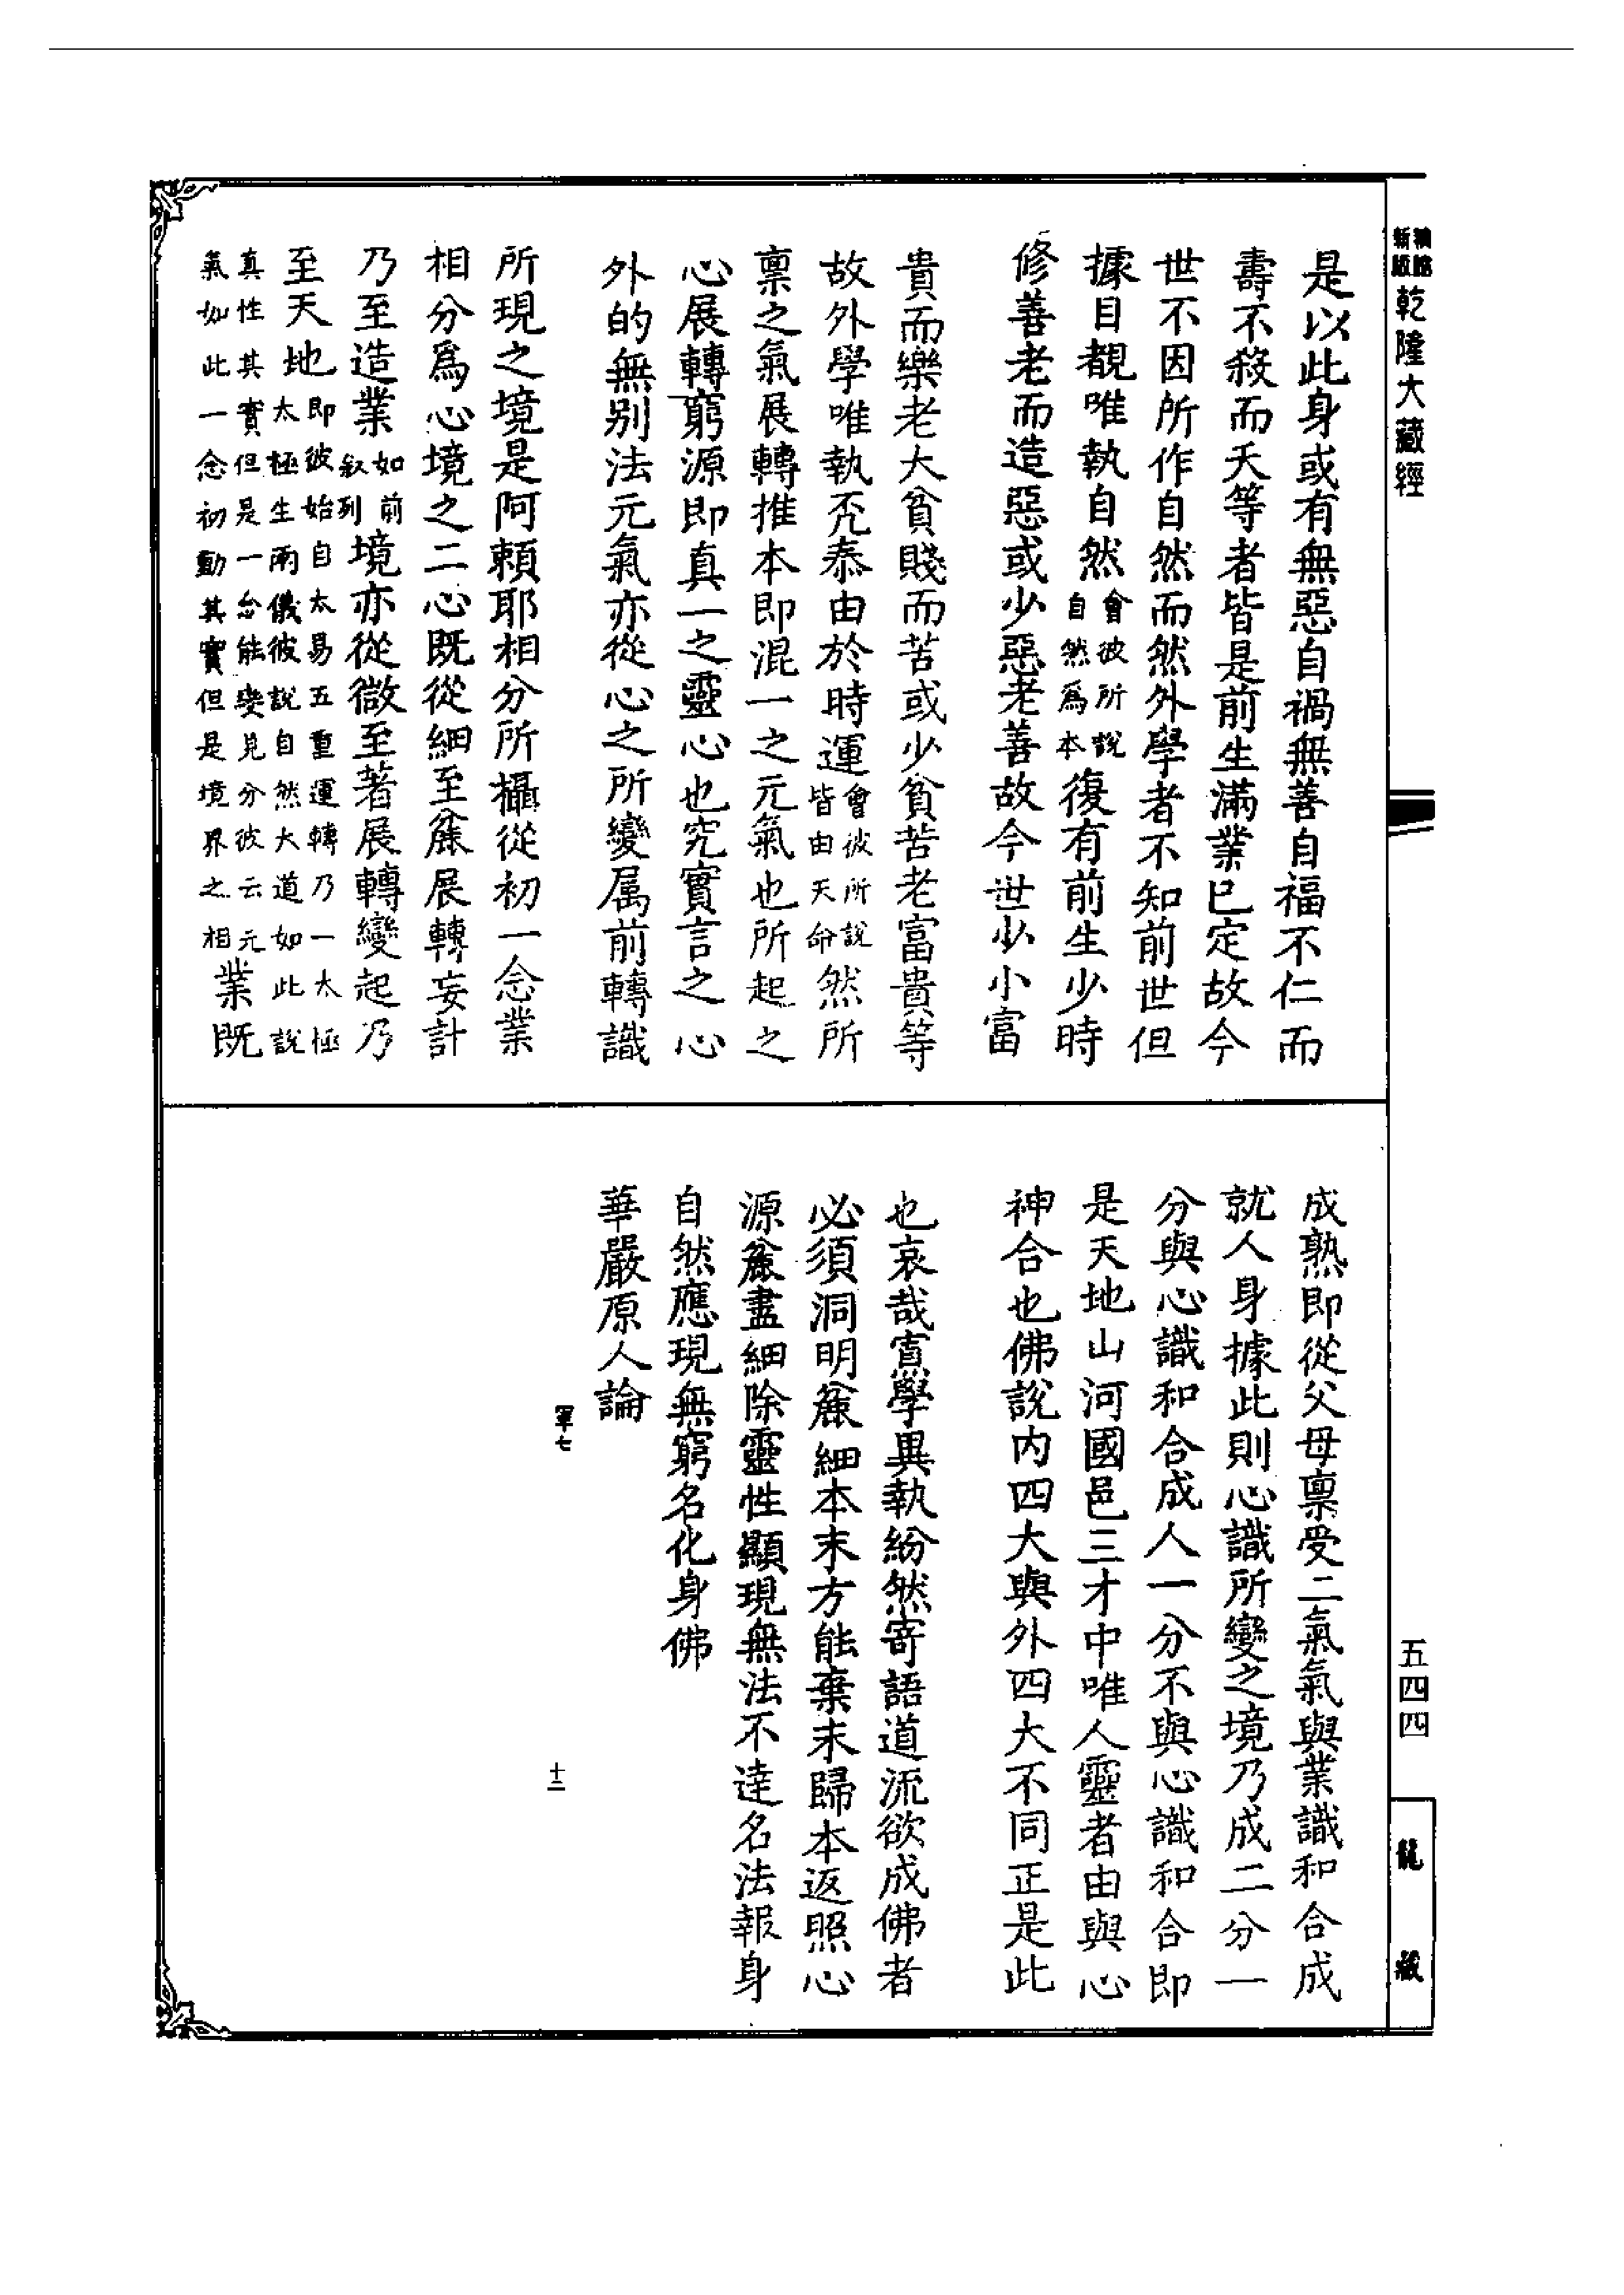 新版
精縮
乾隆大藏經
五四四
龍藏
是以此身或有無惡自禍無善自福不仁而
壽不殺而夭等者皆是前生滿業已定故今
世不因所作自然而然外學者不知前世但
據目覩唯執自然會彼所說自然爲本復有前生少時
修善老而造惡或少惡老善故今世少小富
貴而樂老大貧賤而苦或少貧苦老富貴等
故外學唯執否泰由於時運會彼所說皆由天命然所
禀之氣展轉推本即混一之元氣也所起之
心展轉窮源即真一之靈心也究實言之心
外的無別法元氣亦從心之所變屬前轉識
所現之境是阿賴耶相分所攝從初一念業
相分爲心境之二心既從細至麤展轉妄計
乃至造業如前敘列境亦從微至著展轉變起乃
至天地即彼始自太易五重運轉乃一太極太極生兩儀彼說自然大道如此說
真性其實但是一念能變見分彼云元氣如此一念初動其實但是境界之相業既
成熟即從父母禀受二氣氣與業識和合成
就人身據此則心識所變之境乃成二分一
分與心識和合成人一分不與心識和合即
是天地山河國邑三才中唯人靈者由與心
神合也佛說內四大與外四大不同正是此
也哀哉寡學異執紛然寄語道流欲成佛者
必須洞明麤細本末方能棄末歸本返照心
源麤盡細除靈性顯現無法不達名法報身
自然應現無窮名化身佛
華嚴原人論
軍七
十二